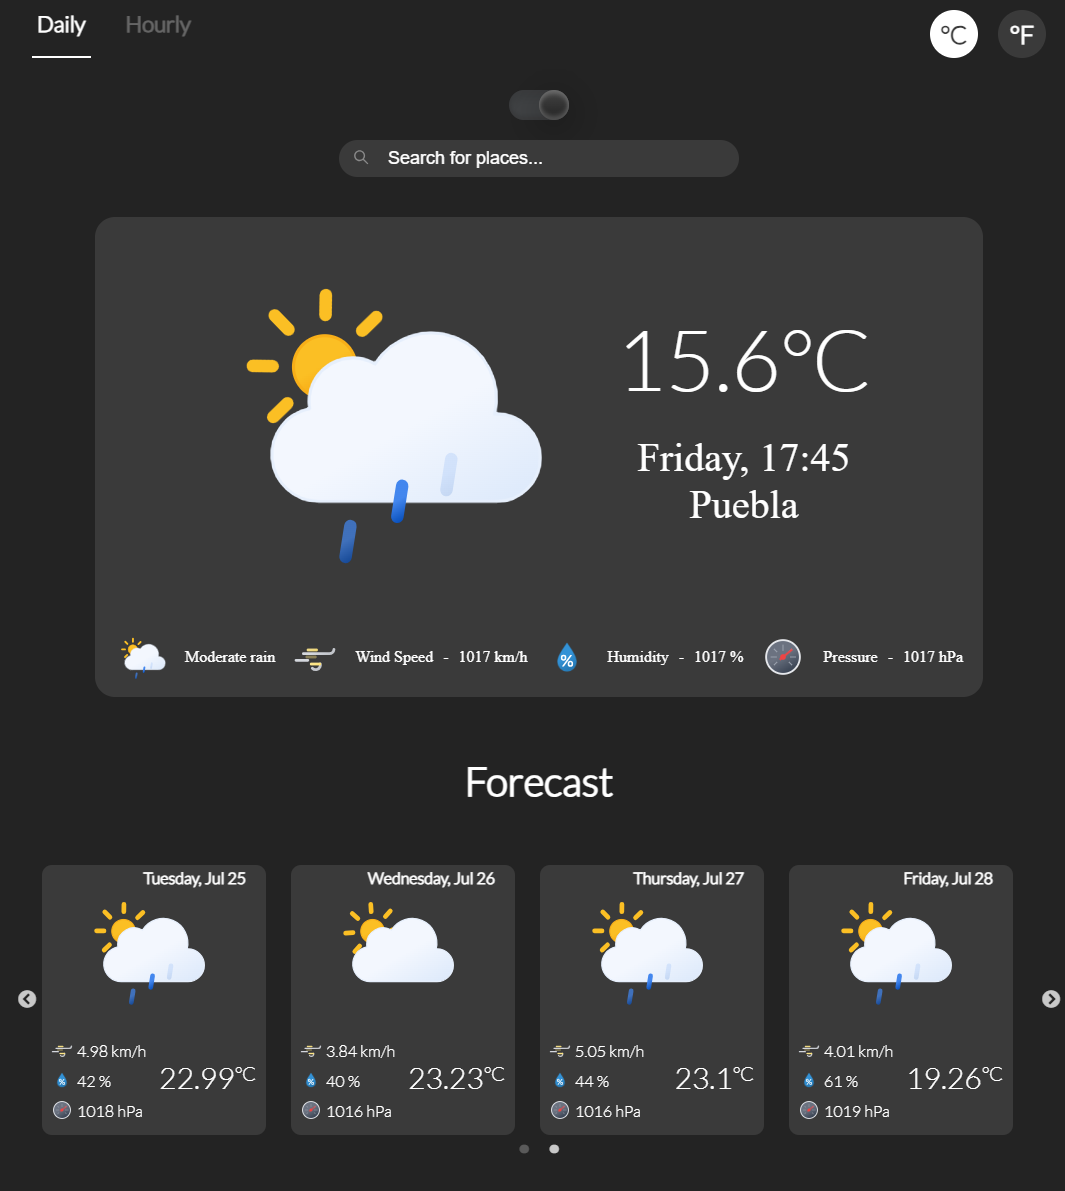 Daily Hourly °C °F
Search for places...
15.6°C
Friday, 17:45
Puebla
Moderate rain Wind Speed - 1017 km/h % Humidity - 1017 % Pressure - 1017 hPa
Forecast
Tuesday, Jul 25
4.98 km/h
% 42 %
22.99°C
1018 hPa
Wednesday, Jul 26
3.84 km/h
% 40 %
23.23°C
1016 hPa
Thursday, Jul 27
5.05 km/h
% 44 %
23.1°C
1016 hPa
Friday, Jul 28
4.01 km/h
% 61 %
19.26°C
1019 hPa